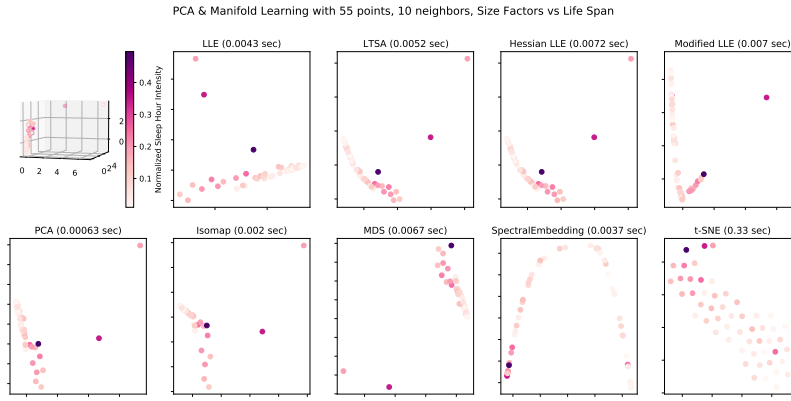 PCA & Manifold Learning with 55 points, 10 neighbors, Size Factors vs Life Span
LLE (0.0043 sec)
LTSA (0.0052 sec)
Hessian LLE (0.0072 sec)
Modified LLE (0.007 sec)
0.4
0.3
0.2
0.1
Normalized Sleep Hour Intensity
2
0
0 2 4 6
0 2 4
PCA (0.00063 sec)
Isomap (0.002 sec)
MDS (0.0067 sec)
SpectralEmbedding (0.0037 sec)
t-SNE (0.33 sec)